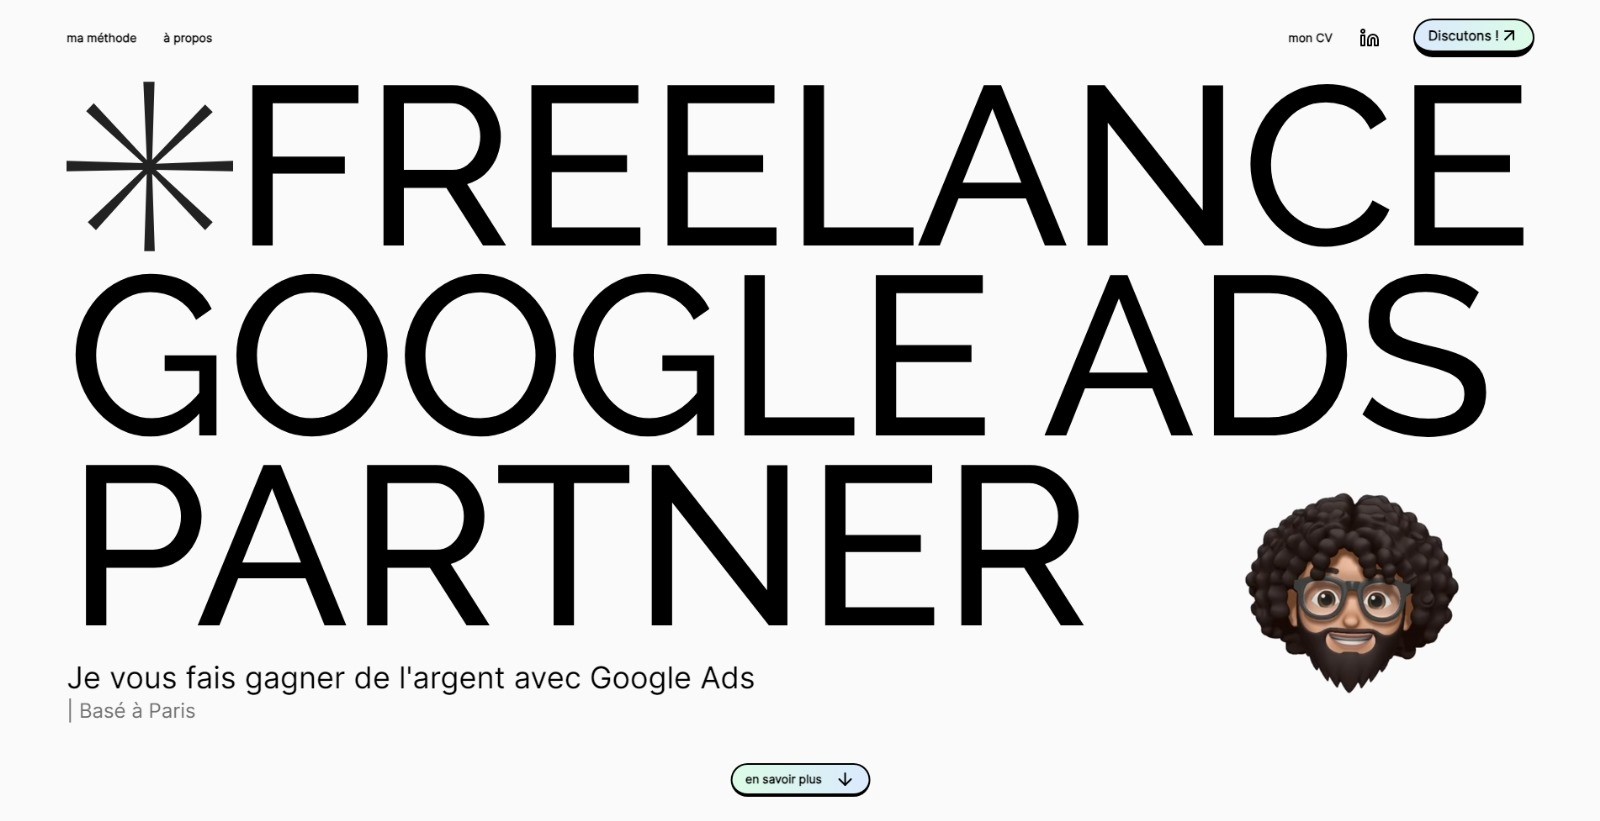 ma méthode
à propos
mon CV
in
Discutons !
FREELANCE
GOOGLE ADS
PARTNER
Je vous fais gagner de l'argent avec Google Ads
| Basé à Paris
en savoir plus